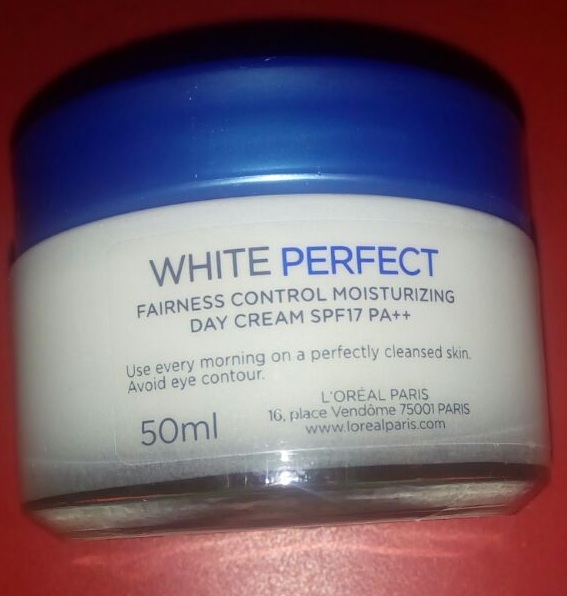 WHITE PERFECT
FAIRNESS CONTROL MOISTURIZING
DAY CREAM SPF17 PA++
Use every morning on a perfectly cleansed skin.
Avoid eye contour.
50ml
L'ORÉAL PARIS
16, place Vendôme 75001 PARIS
www.lorealparis.com